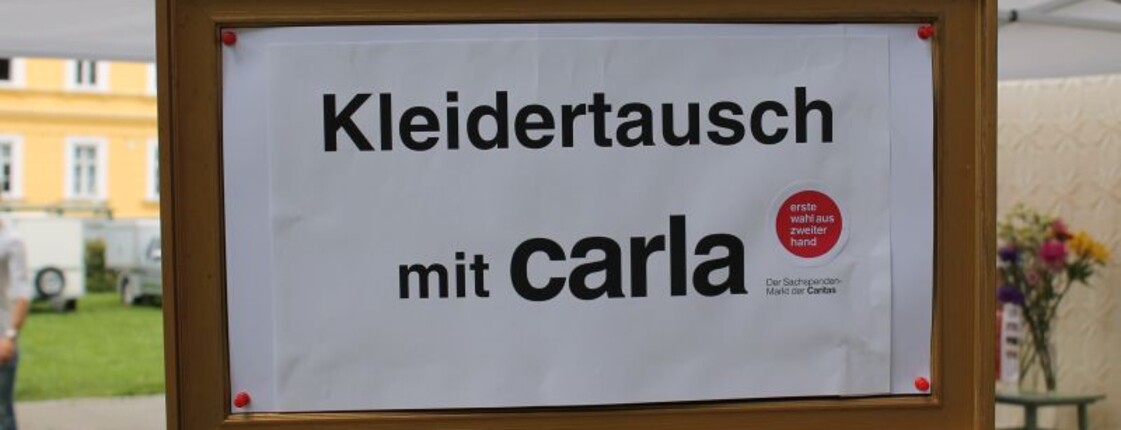 Kleidertausch
mit carla
erste
wahl aus
zweiter
hand
Der Sachspenden-
Markt der Caritas